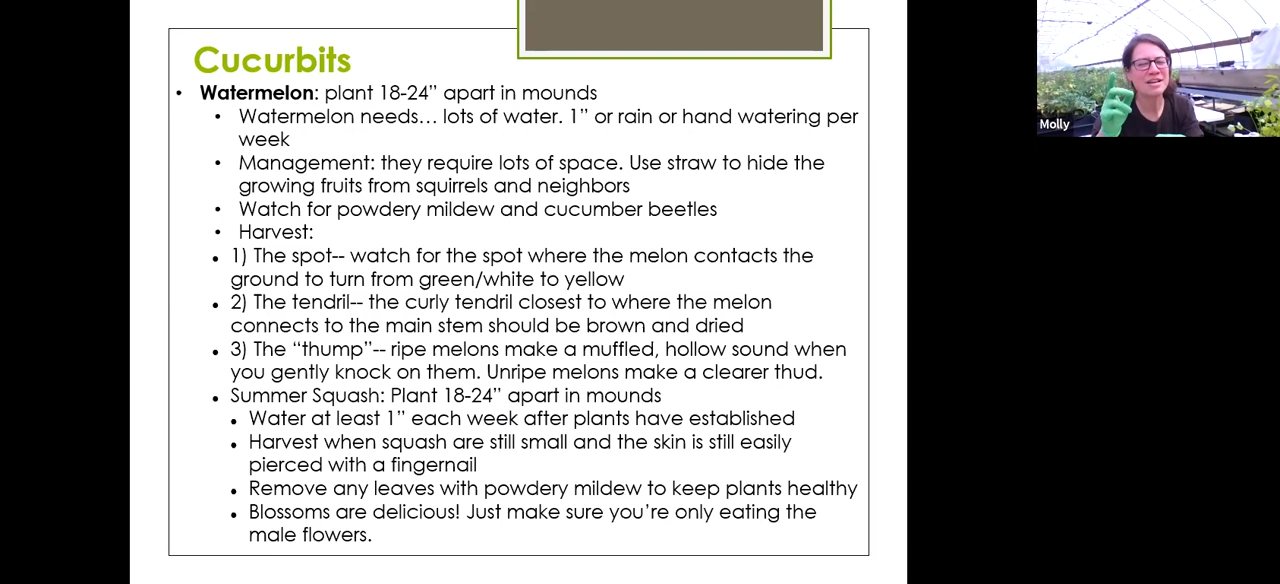 Cucurbits
• Watermelon: plant 18-24” apart in mounds
• Watermelon needs… lots of water. 1” or rain or hand watering per
week
• Management: they require lots of space. Use straw to hide the
growing fruits from squirrels and neighbors
• Watch for powdery mildew and cucumber beetles
• Harvest:
• 1) The spot-- watch for the spot where the melon contacts the
ground to turn from green/white to yellow
• 2) The tendril-- the curly tendril closest to where the melon
connects to the main stem should be brown and dried
• 3) The “thump”-- ripe melons make a muffled, hollow sound when
you gently knock on them. Unripe melons make a clearer thud.
• Summer Squash: Plant 18-24” apart in mounds
• Water at least 1” each week after plants have established
• Harvest when squash are still small and the skin is still easily
pierced with a fingernail
• Remove any leaves with powdery mildew to keep plants healthy
• Blossoms are delicious! Just make sure you’re only eating the
male flowers.
Molly